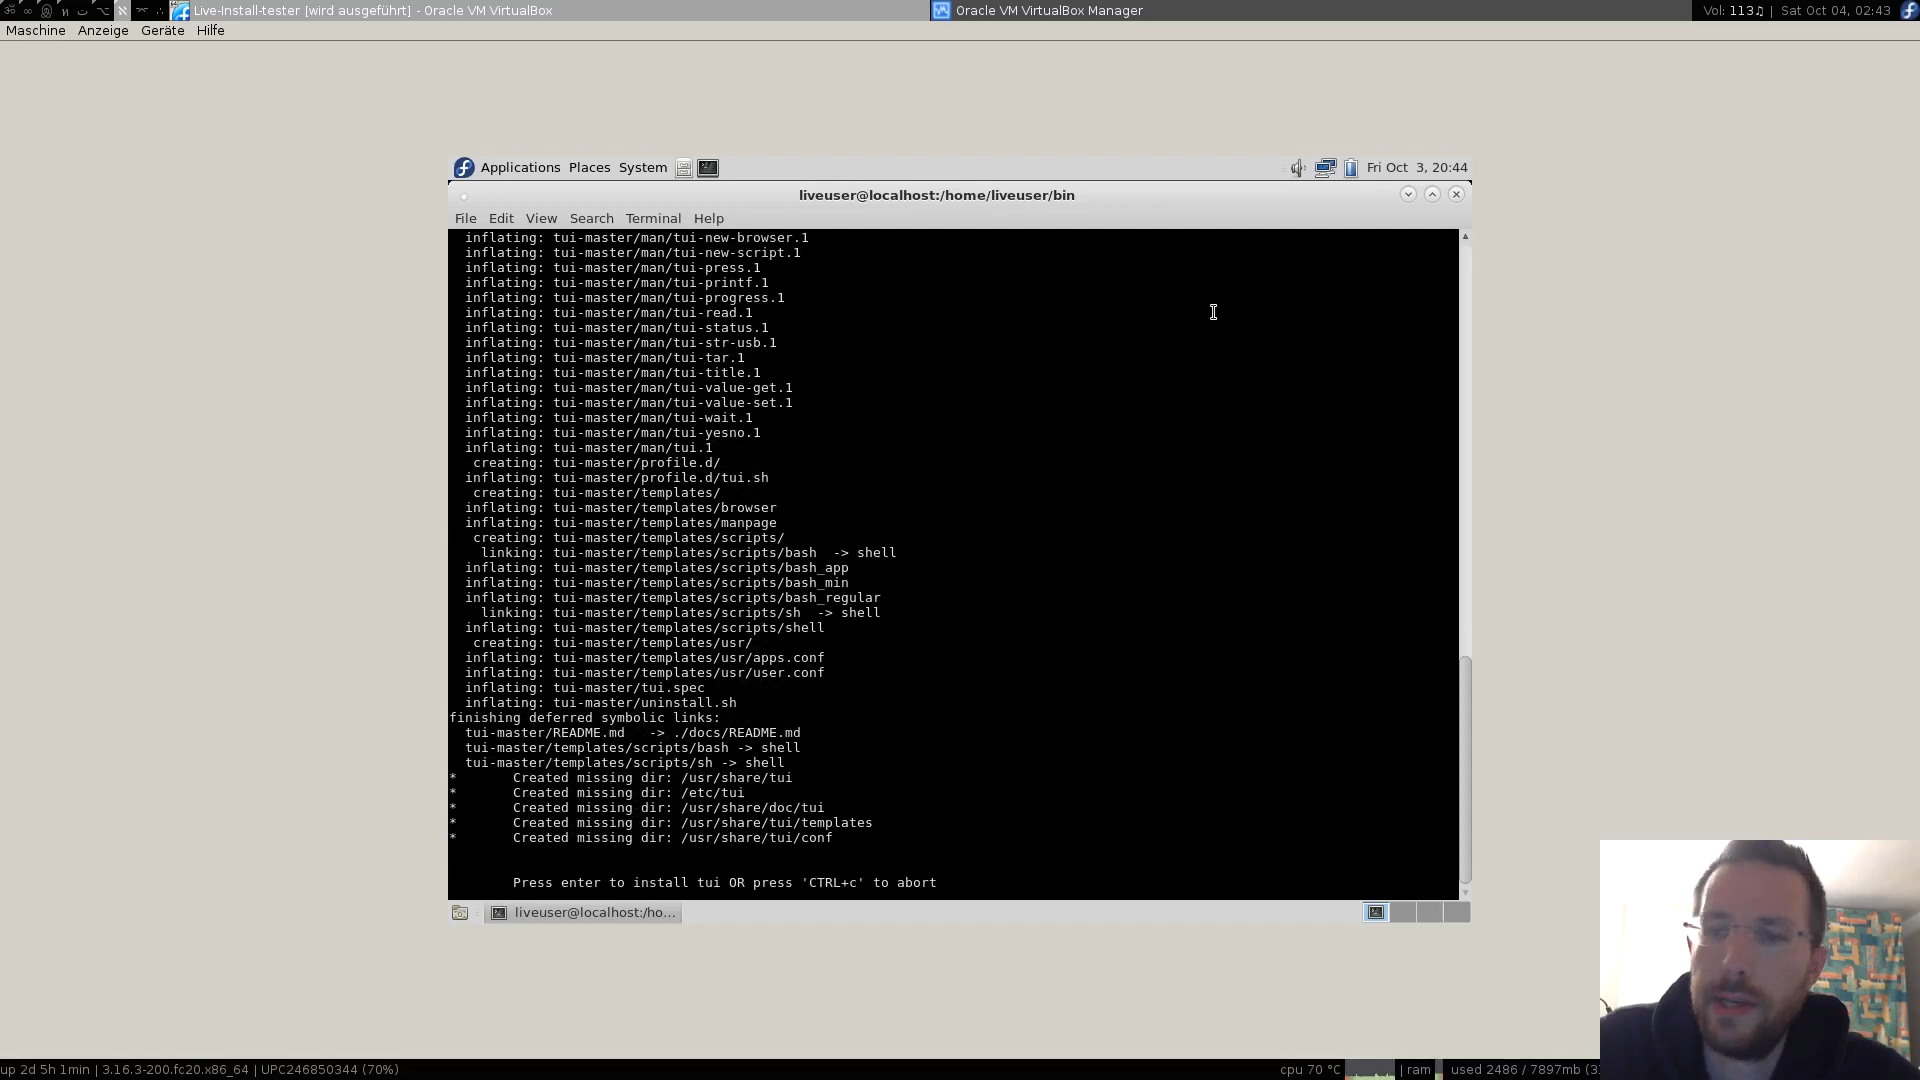 Live-Install-tester [wird ausgeführt] - Oracle VM VirtualBox
Oracle VM VirtualBox Manager
Vol: 113♫ | Sat Oct 04, 02:43
Maschine Anzeige Geräte Hilfe
Applications Places System
Fri Oct 3, 20:44
liveuser@localhost:/home/liveuser/bin
File Edit View Search Terminal Help
inflating: tui-master/man/tui-new-browser.1
inflating: tui-master/man/tui-new-script.1
inflating: tui-master/man/tui-press.1
inflating: tui-master/man/tui-printf.1
inflating: tui-master/man/tui-progress.1
inflating: tui-master/man/tui-read.1
inflating: tui-master/man/tui-status.1
inflating: tui-master/man/tui-str-usb.1
inflating: tui-master/man/tui-tar.1
inflating: tui-master/man/tui-title.1
inflating: tui-master/man/tui-value-get.1
inflating: tui-master/man/tui-value-set.1
inflating: tui-master/man/tui-wait.1
inflating: tui-master/man/tui-yesno.1
inflating: tui-master/man/tui.1
creating: tui-master/profile.d/
inflating: tui-master/profile.d/tui.sh
creating: tui-master/templates/
inflating: tui-master/templates/browser
inflating: tui-master/templates/manpage
creating: tui-master/templates/scripts/
linking: tui-master/templates/scripts/bash -> shell
inflating: tui-master/templates/scripts/bash_app
inflating: tui-master/templates/scripts/bash_min
inflating: tui-master/templates/scripts/bash_regular
linking: tui-master/templates/scripts/sh -> shell
inflating: tui-master/templates/scripts/shell
creating: tui-master/templates/usr/
inflating: tui-master/templates/usr/apps.conf
inflating: tui-master/templates/usr/user.conf
inflating: tui-master/tui.spec
inflating: tui-master/uninstall.sh
finishing deferred symbolic links:
tui-master/README.md -> ./docs/README.md
tui-master/templates/scripts/bash -> shell
tui-master/templates/scripts/sh -> shell
* Created missing dir: /usr/share/tui
* Created missing dir: /etc/tui
* Created missing dir: /usr/share/doc/tui
* Created missing dir: /usr/share/tui/templates
* Created missing dir: /usr/share/tui/conf
Press enter to install tui OR press 'CTRL+c' to abort
liveuser@localhost:/ho...
up 2d 5h 1min | 3.16.3-200.fc20.x86_64 | UPC246850344 (70%)
cpu 70 °C | ram used 2486 / 7897mb